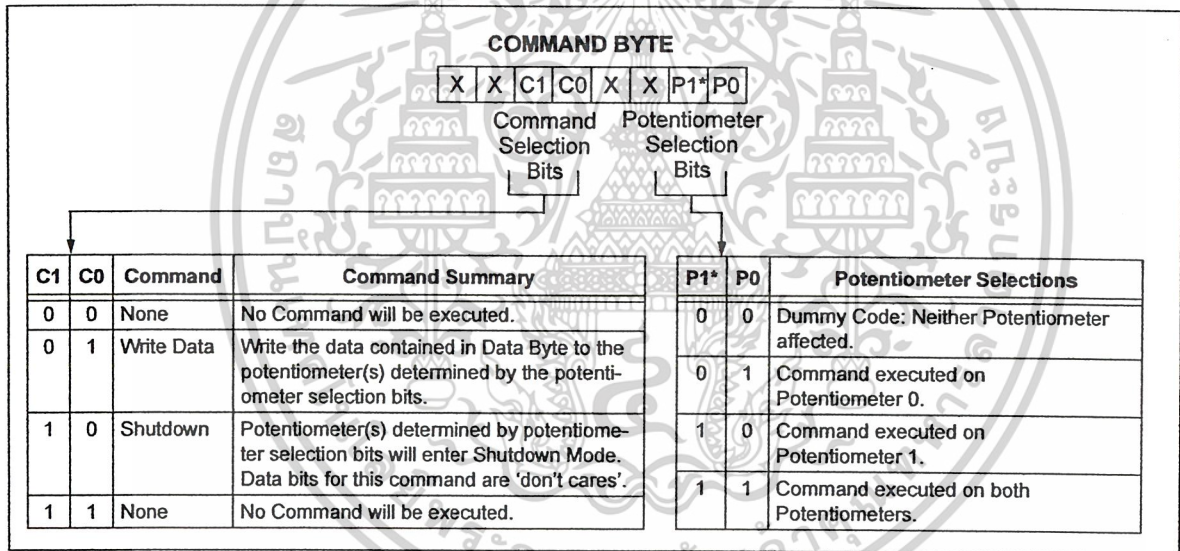 COMMAND BYTE
X X C1 C0 X X P1* P0
Command Potentiometer
Selection Selection
Bits Bits
C1 C0 Command Command Summary
0 0 None No Command will be executed.
0 1 Write Data Write the data contained in Data Byte to the
potentiometer(s) determined by the potenti-
ometer selection bits.
1 0 Shutdown Potentiometer(s) determined by potentiome-
ter selection bits will enter Shutdown Mode.
Data bits for this command are 'don't cares'.
1 1 None No Command will be executed.
P1* P0 Potentiometer Selections
0 0 Dummy Code: Neither Potentiometer
affected.
0 1 Command executed on
Potentiometer 0.
1 0 Command executed on
Potentiometer 1.
1 1 Command executed on both
Potentiometers.